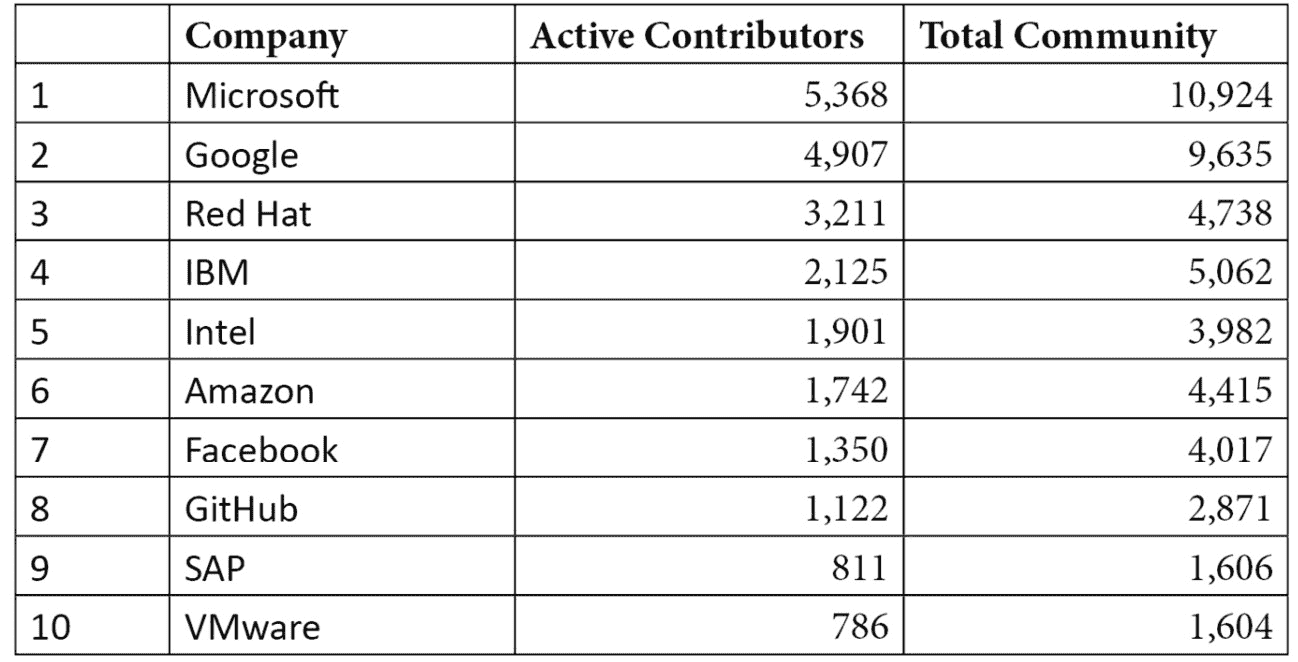 Company Active Contributors Total Community
1 Microsoft 5,368 10,924
2 Google 4,907 9,635
3 Red Hat 3,211 4,738
4 IBM 2,125 5,062
5 Intel 1,901 3,982
6 Amazon 1,742 4,415
7 Facebook 1,350 4,017
8 GitHub 1,122 2,871
9 SAP 811 1,606
10 VMware 786 1,604